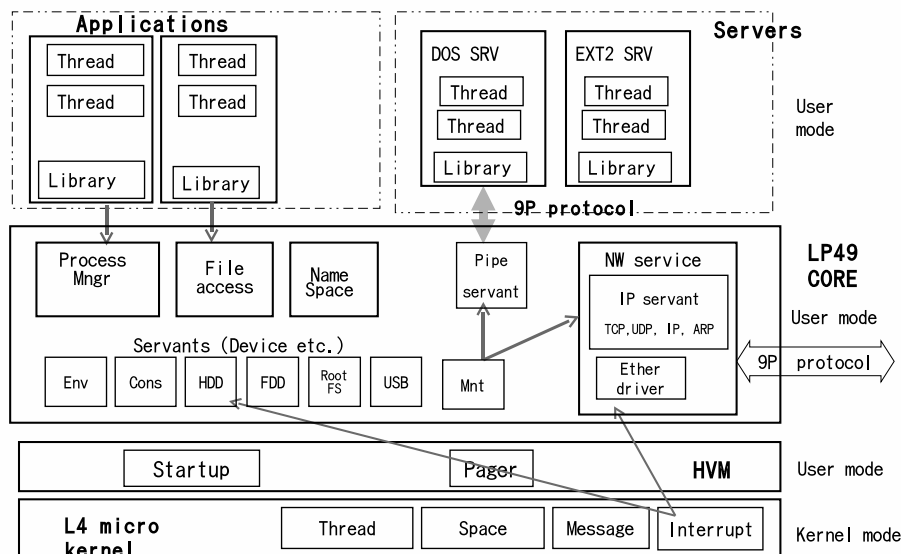 Applications
Thread
Thread
Library
Thread
Thread
Library
Servers
DOS SRV
Thread
Thread
Library
EXT2 SRV
Thread
Thread
Library
User
mode
9P protocol
LP49
CORE
User mode
Process
Mngr
File
access
Name
Space
Pipe
servant
NW service
IP servant
TCP,UDP, IP, ARP
Ether
driver
9P protocol
Servants (Device etc.)
Env
Cons
HDD
FDD
Root
FS
USB
Mnt
Startup
Pager
HVM
User mode
L4 micro
kernel
Thread
Space
Message
Interrupt
Kernel mode